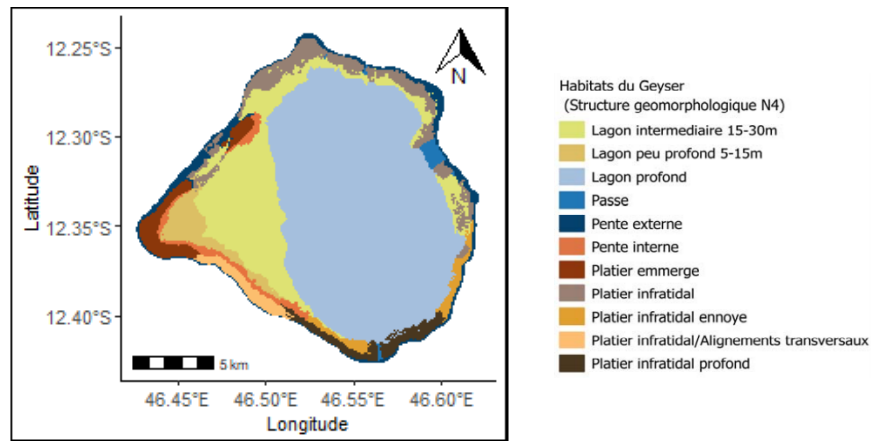 12.25°S
12.30°S
12.35°S
12.40°S
Latitude
N
5 km
46.45°E 46.50°E 46.55°E 46.60°E
Longitude
Habitats du Geyser
(Structure geomorphologique N4)
Lagon intermediaire 15-30m
Lagon peu profond 5-15m
Lagon profond
Passe
Pente externe
Pente interne
Platier emmerge
Platier infratidal
Platier infratidal ennoye
Platier infratidal/Alignements transversaux
Platier infratidal profond